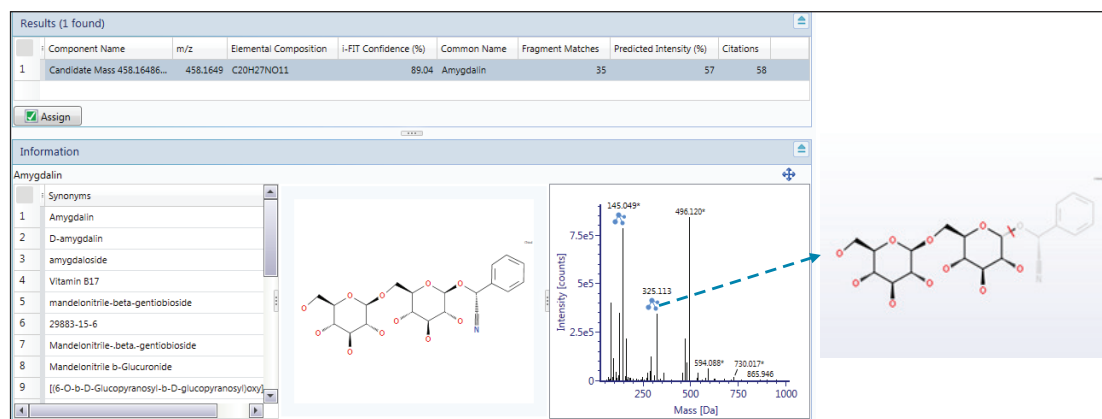 Results (1 found)
Component Name m/z Elemental Composition i-FIT Confidence (%) Common Name Fragment Matches Predicted Intensity (%) Citations
1 Candidate Mass 458.16486... 458.1649 C20H27NO11 89.04 Amygdalin 35 57 58
Assign
Information
Amygdalin
Synonyms
1 Amygdalin
2 D-amygdalin
3 amygdaloside
4 Vitamin B17
5 mandelonitrile-beta-gentiobioside
6 29883-15-6
7 Mandelonitrile-.beta.-gentiobioside
8 Mandelonitrile b-Glucuronide
9 [(6-O-b-D-Glucopyranosyl-b-D-glucopyranosyl)oxy]
O O O O O O O O O O O N
Intensity [counts]
7.5e5
5e5
2.5e5
0
145.049*
496.120*
325.113
594.088*
730.017*
865.946
250 500 750 1000
Mass [Da]
O O O O O O O O O O O N